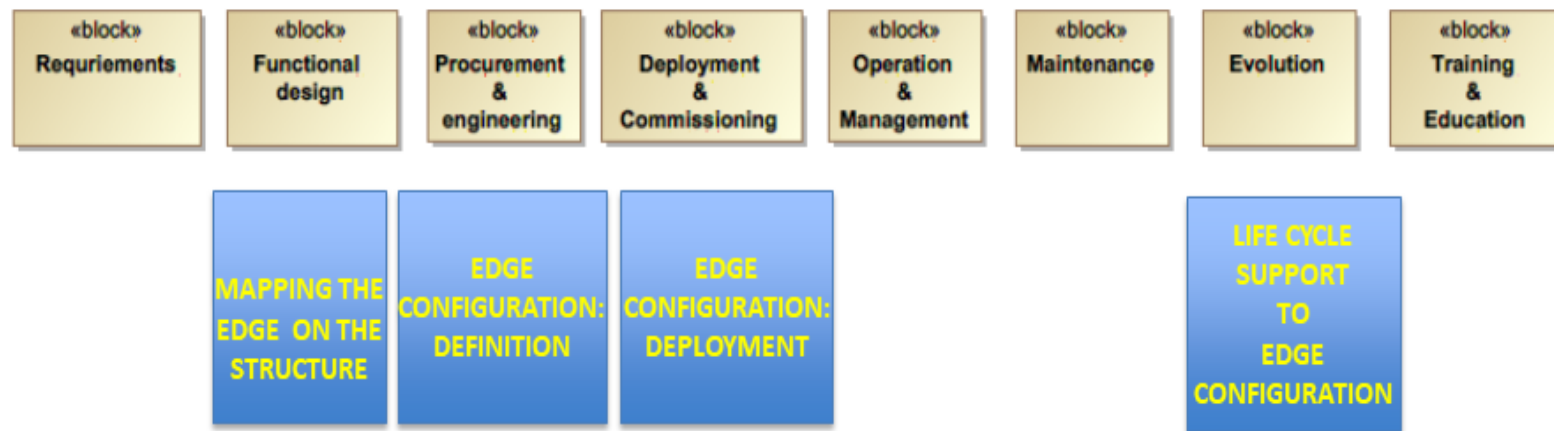 «block»
Requriements
«block»
Functional
design
«block»
Procurement
&
engineering
«block»
Deployment
&
Commissioning
«block»
Operation
&
Management
«block»
Maintenance
«block»
Evolution
«block»
Training
&
Education
MAPPING THE
EDGE ON THE
STRUCTURE
EDGE
CONFIGURATION:
DEFINITION
EDGE
CONFIGURATION:
DEPLOYMENT
LIFE CYCLE
SUPPORT
TO
EDGE
CONFIGURATION